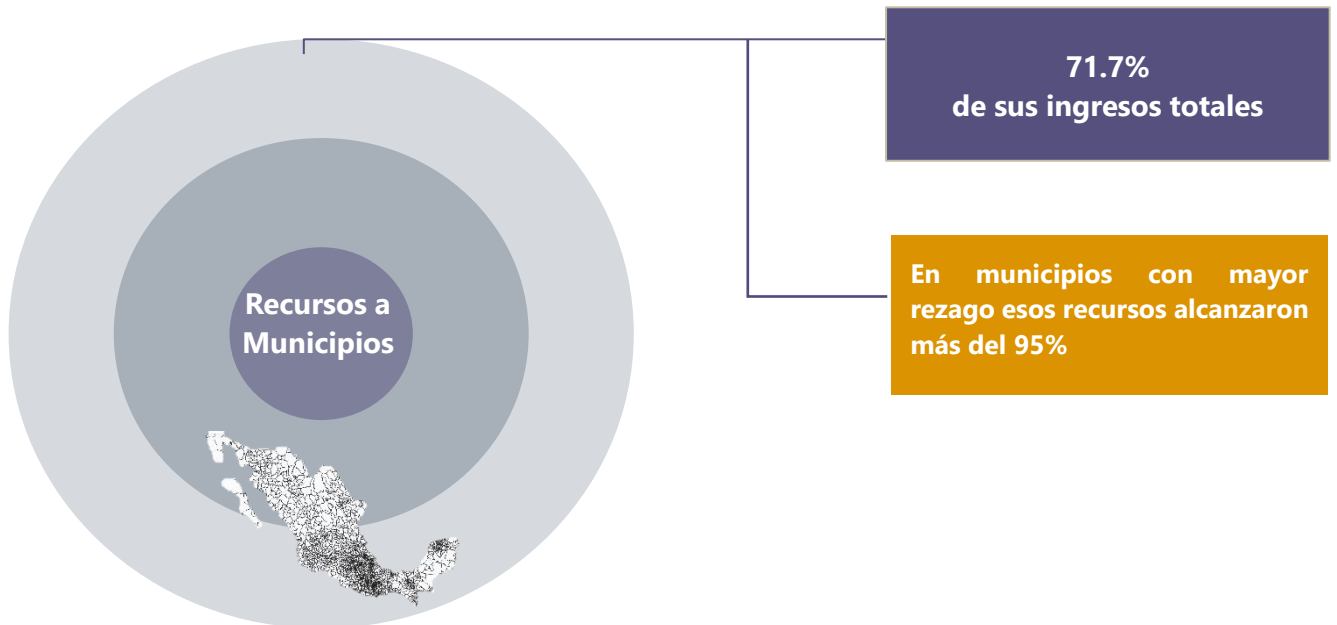 71.7%
de sus ingresos totales
Recursos a
Municipios
En municipios con mayor
rezago esos recursos alcanzaron
más del 95%